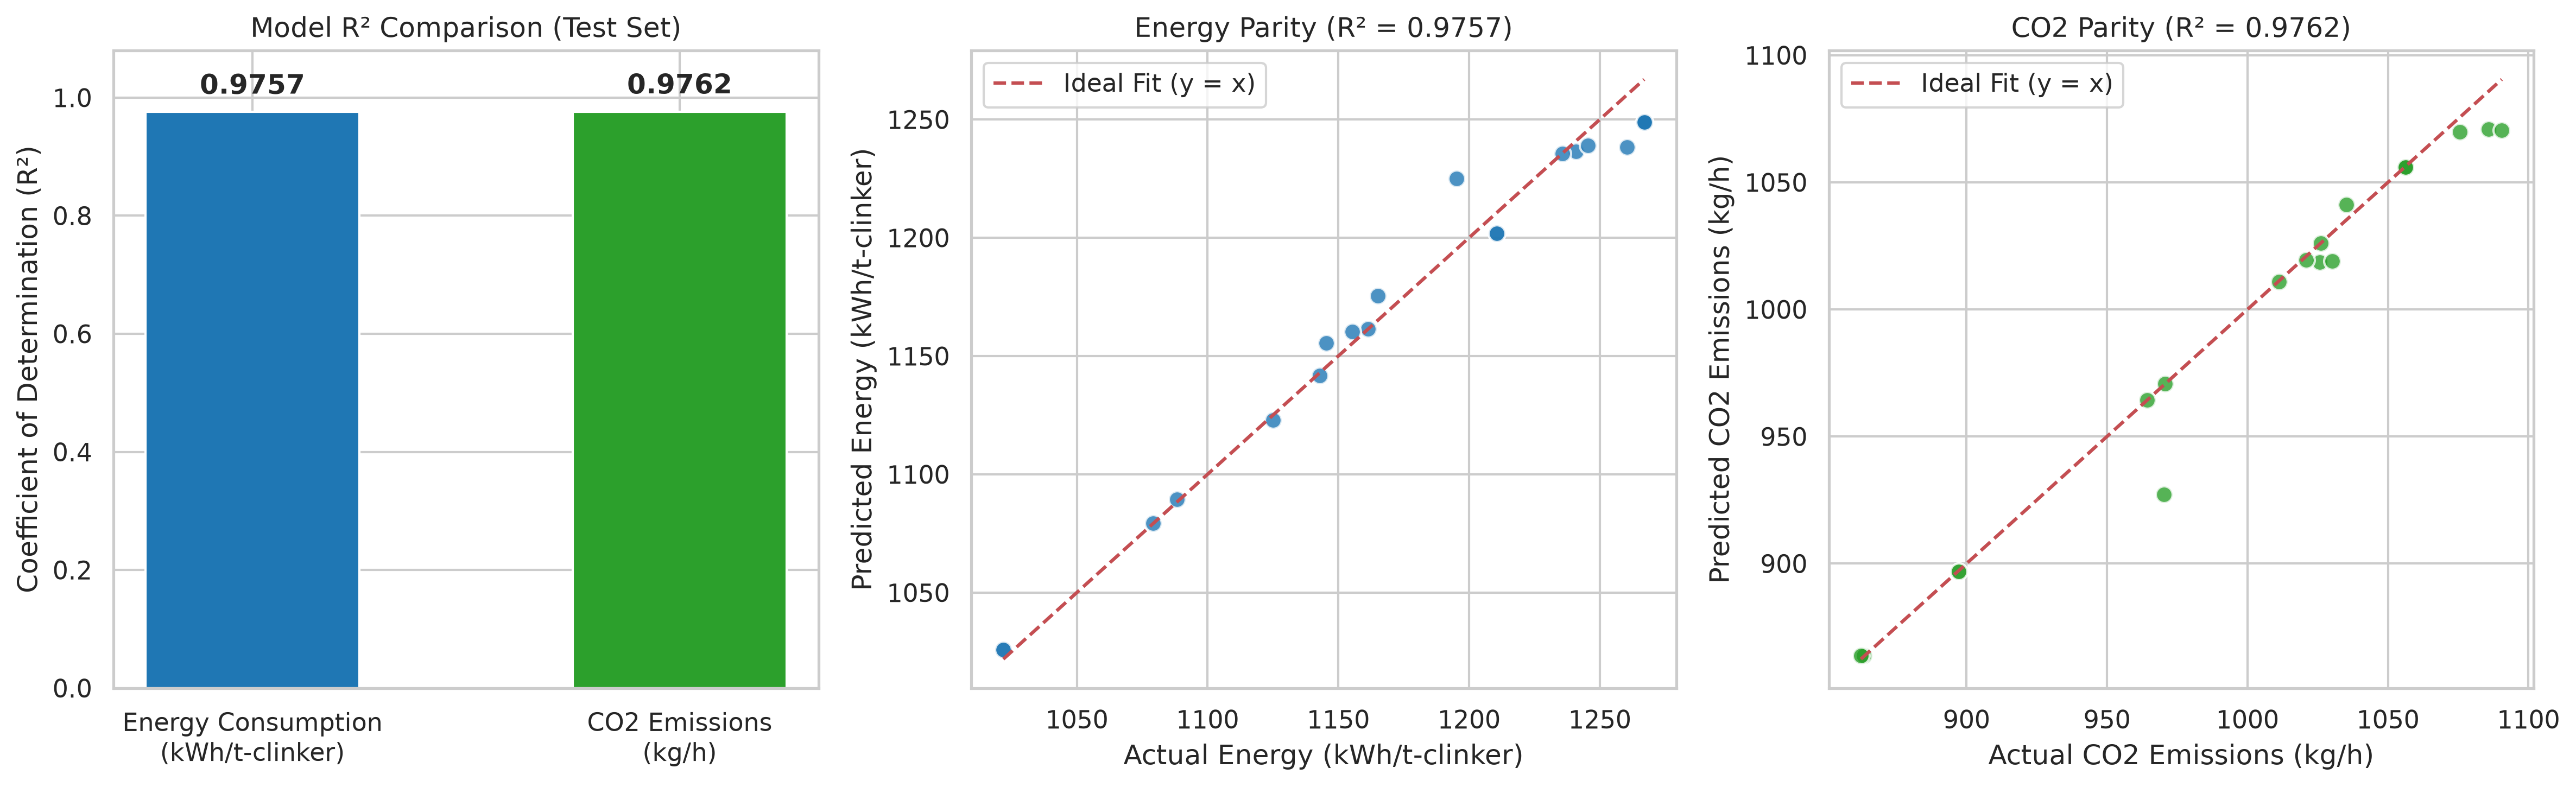 Model R² Comparison (Test Set)
Coefficient of Determination (R²)
1.0
0.8
0.6
0.4
0.2
0.0
0.9757
0.9762
Energy Consumption
(kWh/t-clinker)
CO2 Emissions
(kg/h)
Energy Parity (R² = 0.9757)
Ideal Fit (y = x)
Predicted Energy (kWh/t-clinker)
1250
1200
1150
1100
1050
1050
1100
1150
1200
1250
Actual Energy (kWh/t-clinker)
CO2 Parity (R² = 0.9762)
Ideal Fit (y = x)
Predicted CO2 Emissions (kg/h)
1100
1050
1000
950
900
900
950
1000
1050
1100
Actual CO2 Emissions (kg/h)